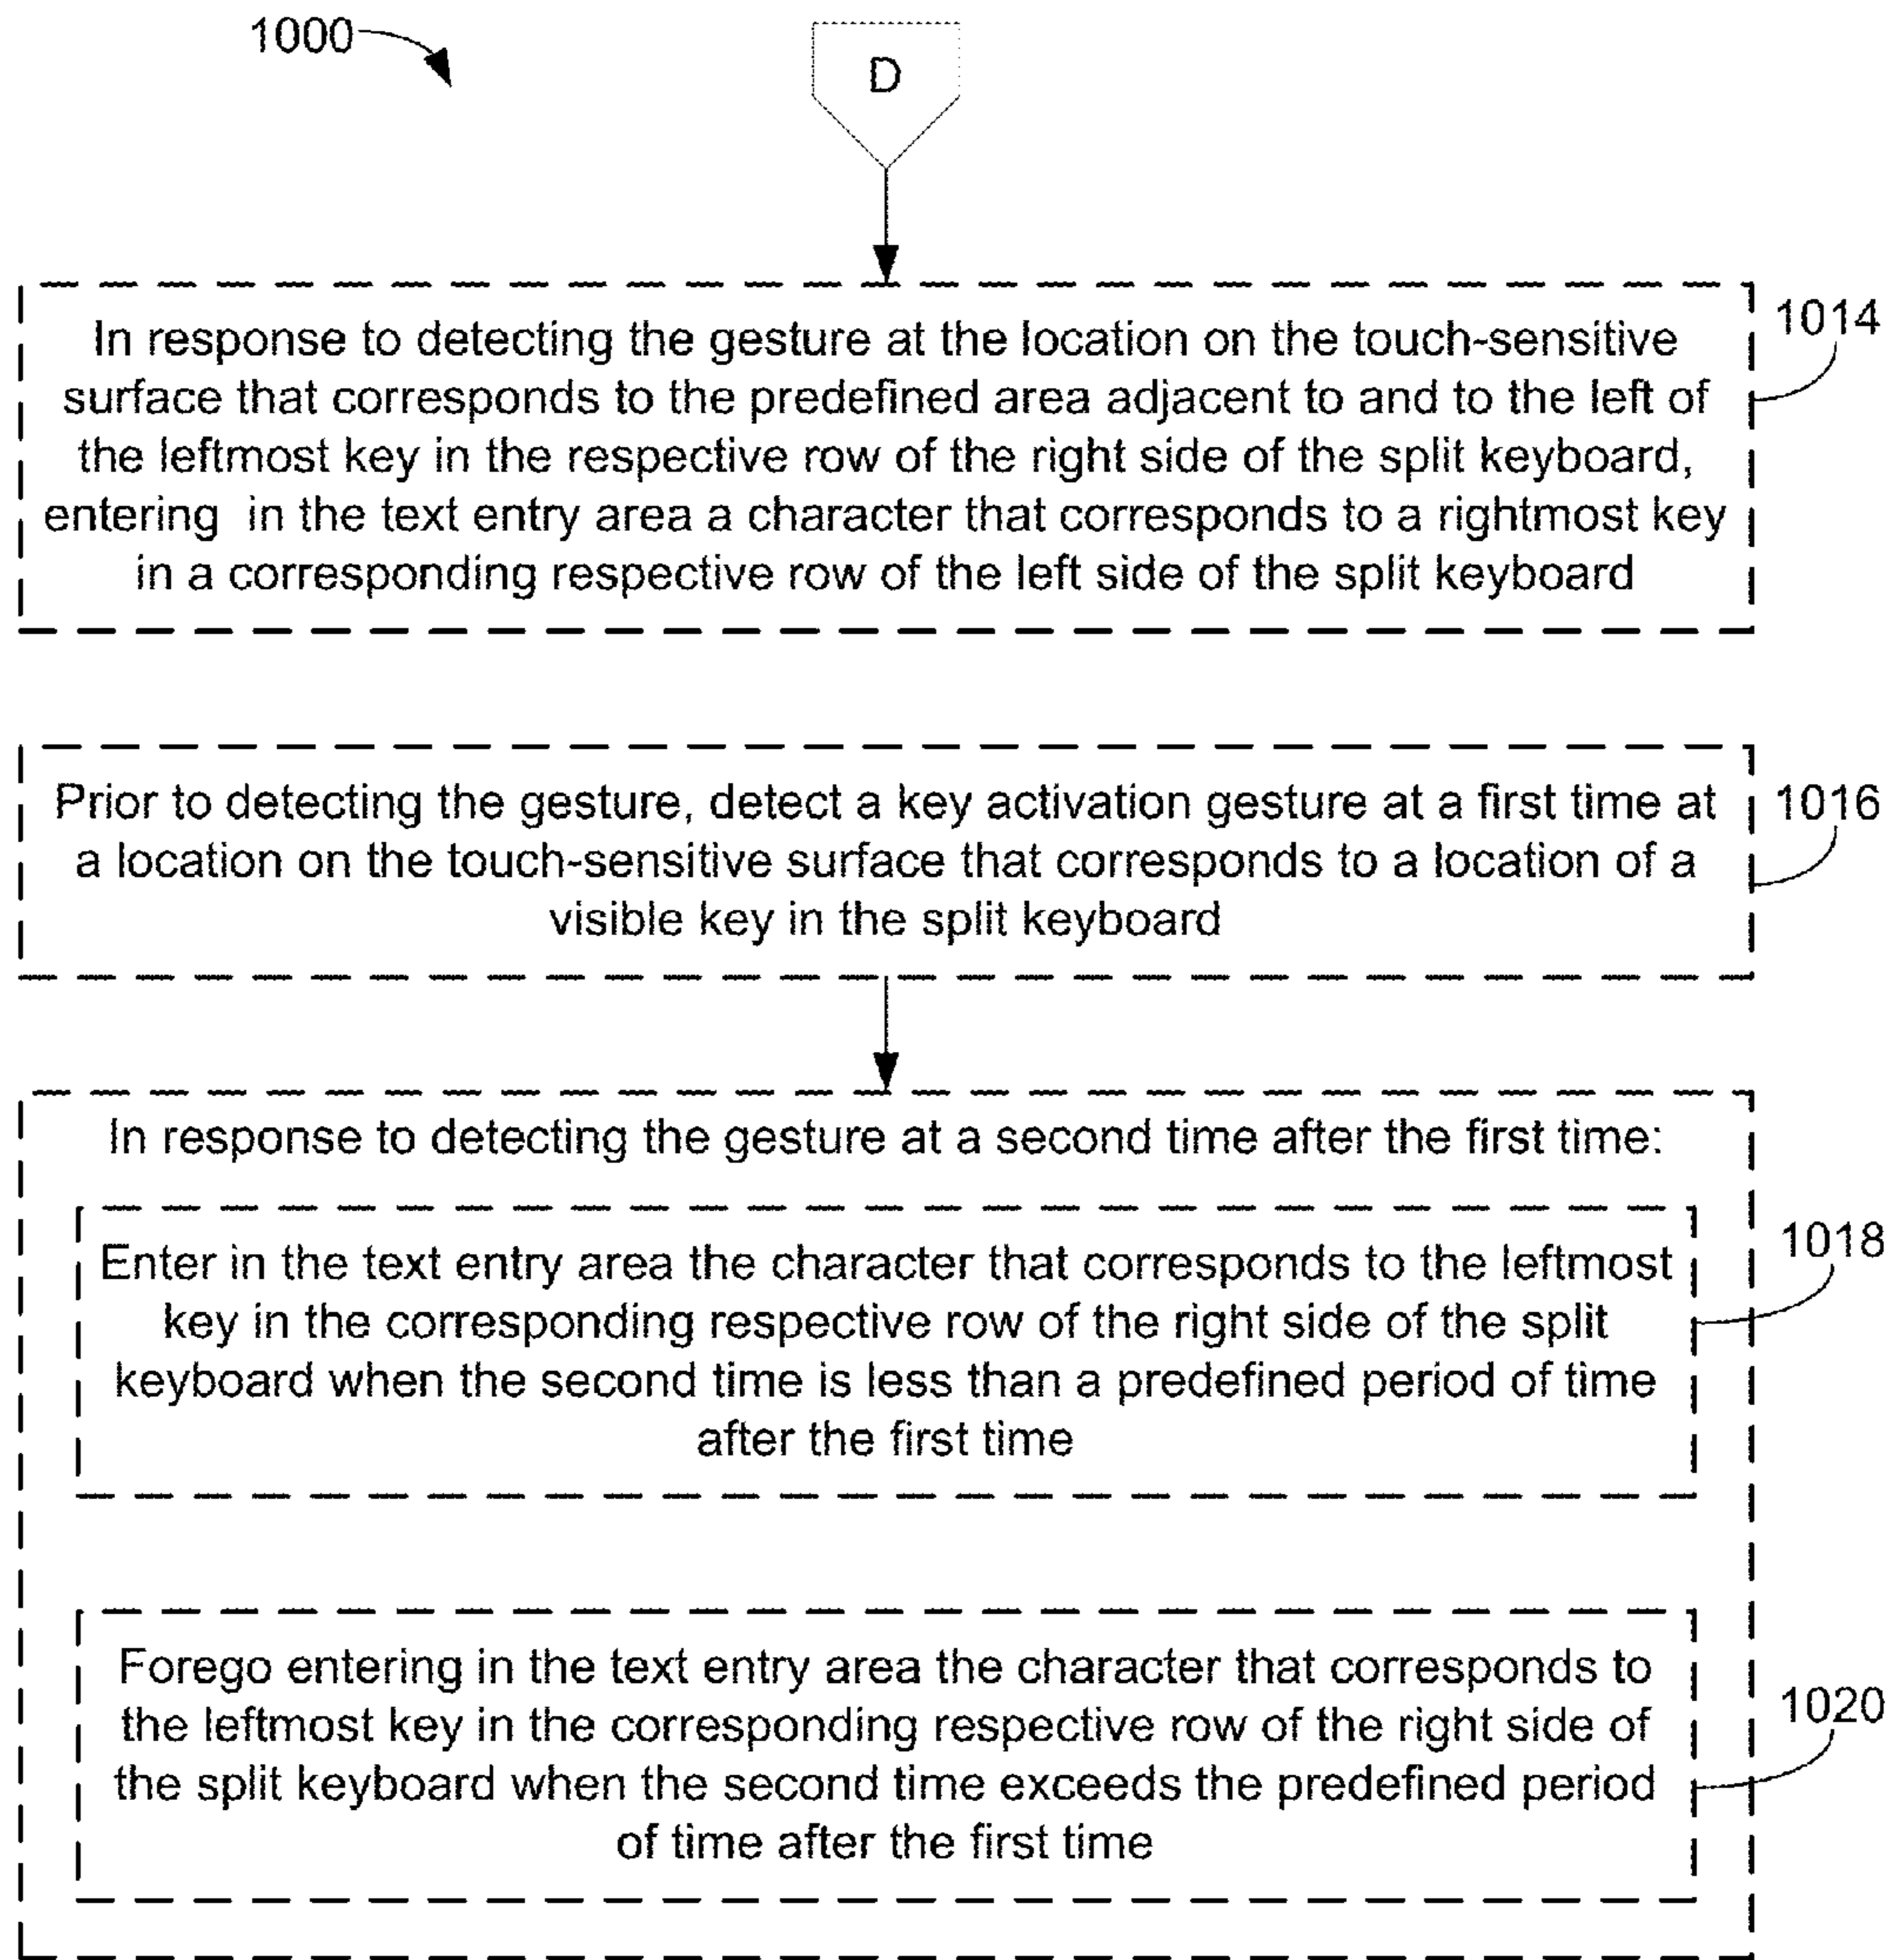 1000
D
In response to detecting the gesture at the location on the touch-sensitive
surface that corresponds to the predefined area adjacent to and to the left of
the leftmost key in the respective row of the right side of the split keyboard,
entering in the text entry area a character that corresponds to a rightmost key
in a corresponding respective row of the left side of the split keyboard
1014
Prior to detecting the gesture, detect a key activation gesture at a first time at
a location on the touch-sensitive surface that corresponds to a location of a
visible key in the split keyboard
1016
In response to detecting the gesture at a second time after the first time:
Enter in the text entry area the character that corresponds to the leftmost
key in the corresponding respective row of the right side of the split
keyboard when the second time is less than a predefined period of time
after the first time
1018
Forego entering in the text entry area the character that corresponds to
the leftmost key in the corresponding respective row of the right side of
the split keyboard when the second time exceeds the predefined period
of time after the first time
1020